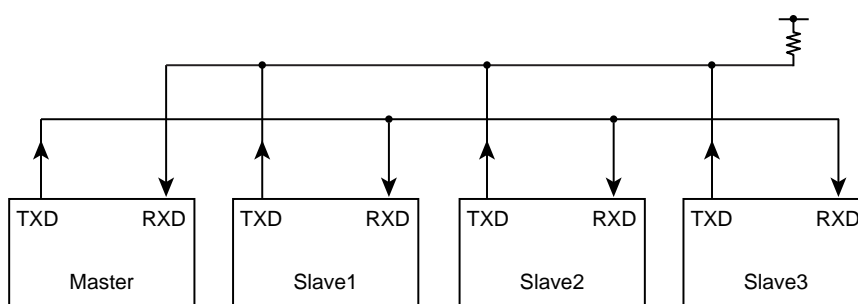 TXD RXD TXD RXD TXD RXD TXD RXD
Master Slave1 Slave2 Slave3